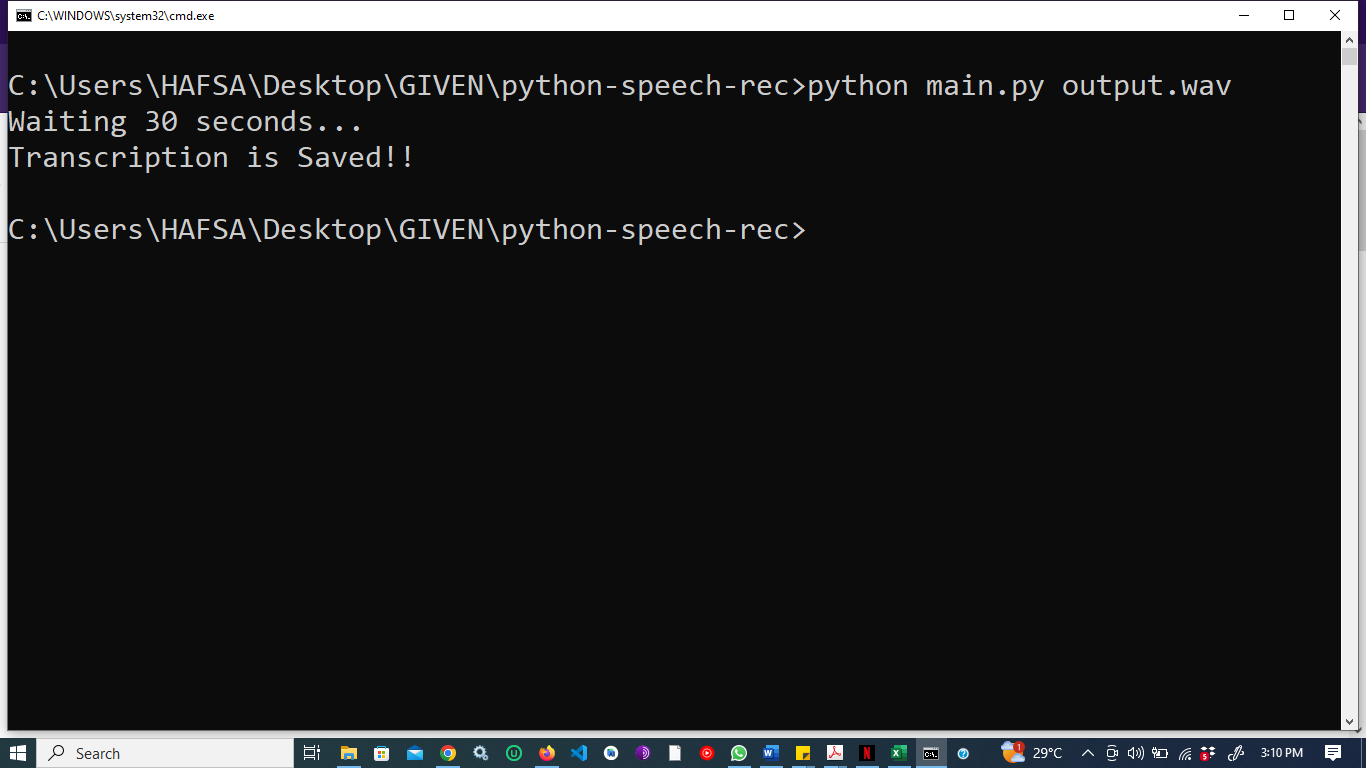 C:\WINDOWS\system32\cmd.exe
C:\Users\HAFSA\Desktop\GIVEN\python-speech-rec>python main.py output.wav
Waiting 30 seconds...
Transcription is Saved!!
C:\Users\HAFSA\Desktop\GIVEN\python-speech-rec>
Search
29°C
3:10 PM